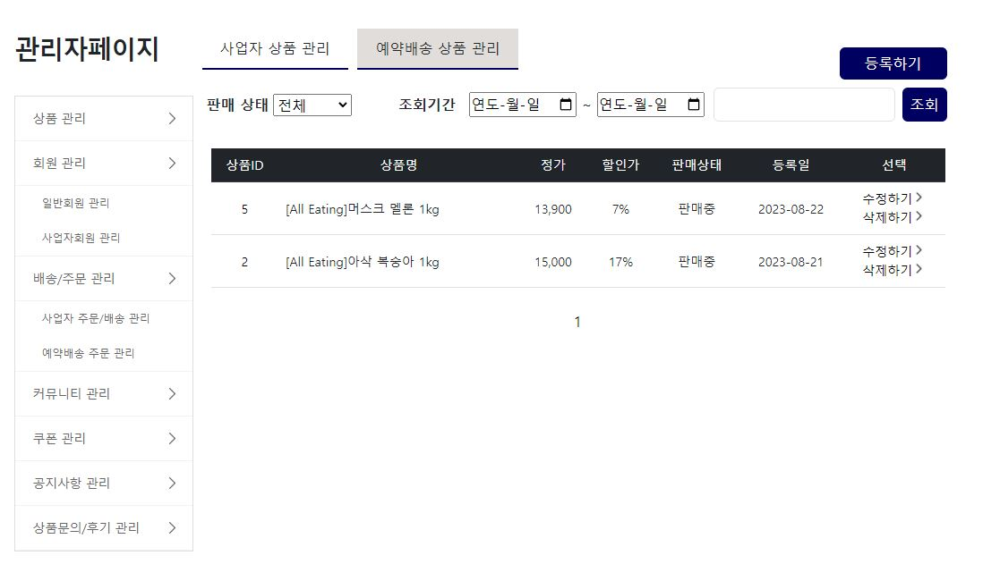 관리자페이지
사업자 상품 관리
예약배송 상품 관리
등록하기
판매 상태 전체 조회기간 연도-월-일 ~ 연도-월-일 조회
상품 관리
회원 관리
일반회원 관리
사업자회원 관리
배송/주문 관리
사업자 주문/배송 관리
예약배송 주문 관리
커뮤니티 관리
쿠폰 관리
공지사항 관리
상품문의/후기 관리
상품ID 상품명 정가 할인가 판매상태 등록일 선택
5 [All Eating]머스크 멜론 1kg 13,900 7% 판매중 2023-08-22 수정하기
삭제하기
2 [All Eating]아삭 복숭아 1kg 15,000 17% 판매중 2023-08-21 수정하기
삭제하기
1